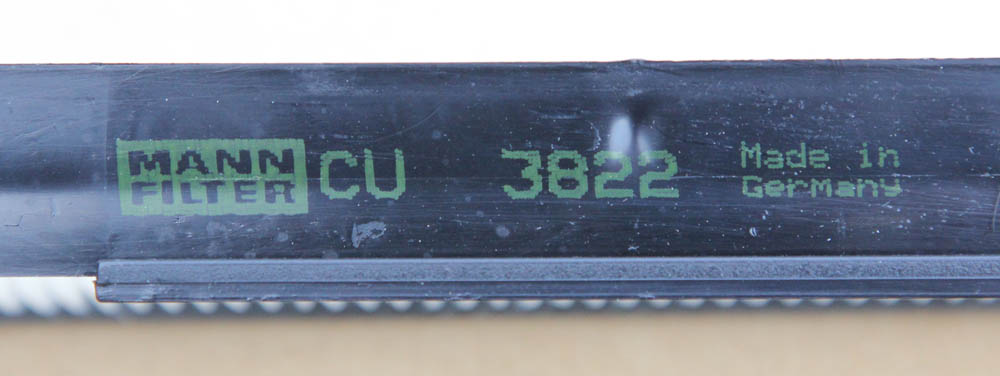 MANN
FILTER
CU 3822
Made in
Germany